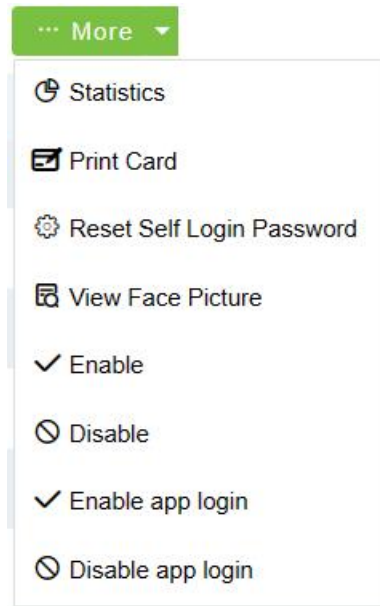 ··· More
Statistics
Print Card
Reset Self Login Password
View Face Picture
Enable
Disable
Enable app login
Disable app login